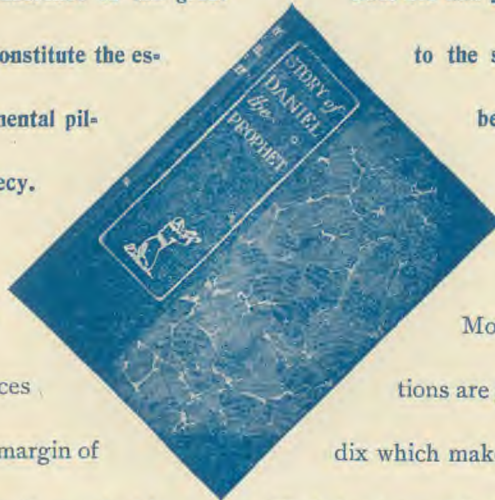 onstitute the es-
to the s
nental pil-
be
ecy.
STORY of
DANIEL
the
PROPHET
Mo
ces
tions are
margin of
dix which mak